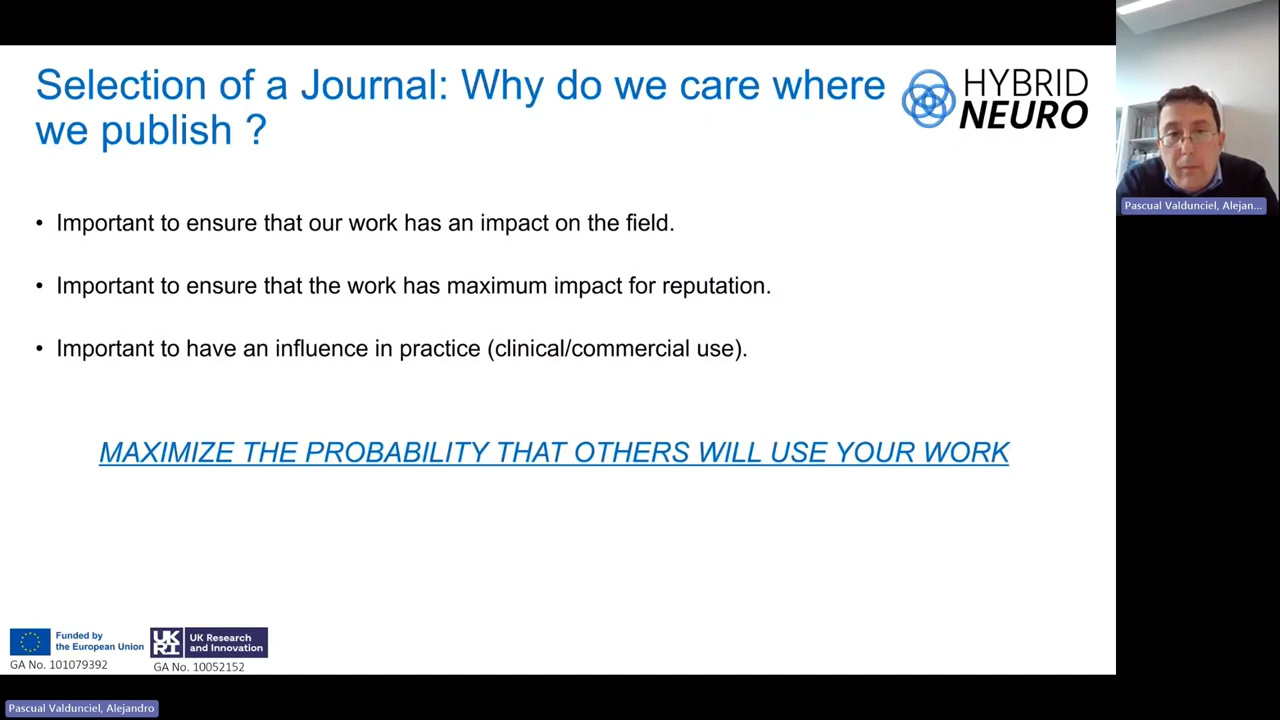 Selection of a Journal: Why do we care where
we publish ?
HYBRID
NEURO
• Important to ensure that our work has an impact on the field.
• Important to ensure that the work has maximum impact for reputation.
• Important to have an influence in practice (clinical/commercial use).
MAXIMIZE THE PROBABILITY THAT OTHERS WILL USE YOUR WORK
Funded by
the European Union
GA No. 101079392
UKRI
UK Research
and Innovation
GA No. 10052152
Pascual Valdunciel, Alejan...
Pascual Valdunciel, Alejandro